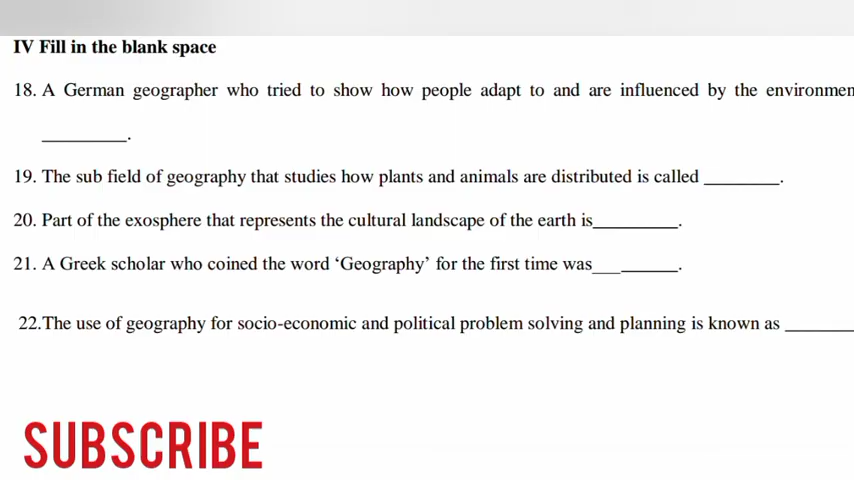 IV Fill in the blank space
18. A German geographer who tried to show how people adapt to and are influenced by the environmen
_________.
19. The sub field of geography that studies how plants and animals are distributed is called ________.
20. Part of the exosphere that represents the cultural landscape of the earth is_________.
21. A Greek scholar who coined the word ‘Geography’ for the first time was_________.
22.The use of geography for socio-economic and political problem solving and planning is known as _______
SUBSCRIBE